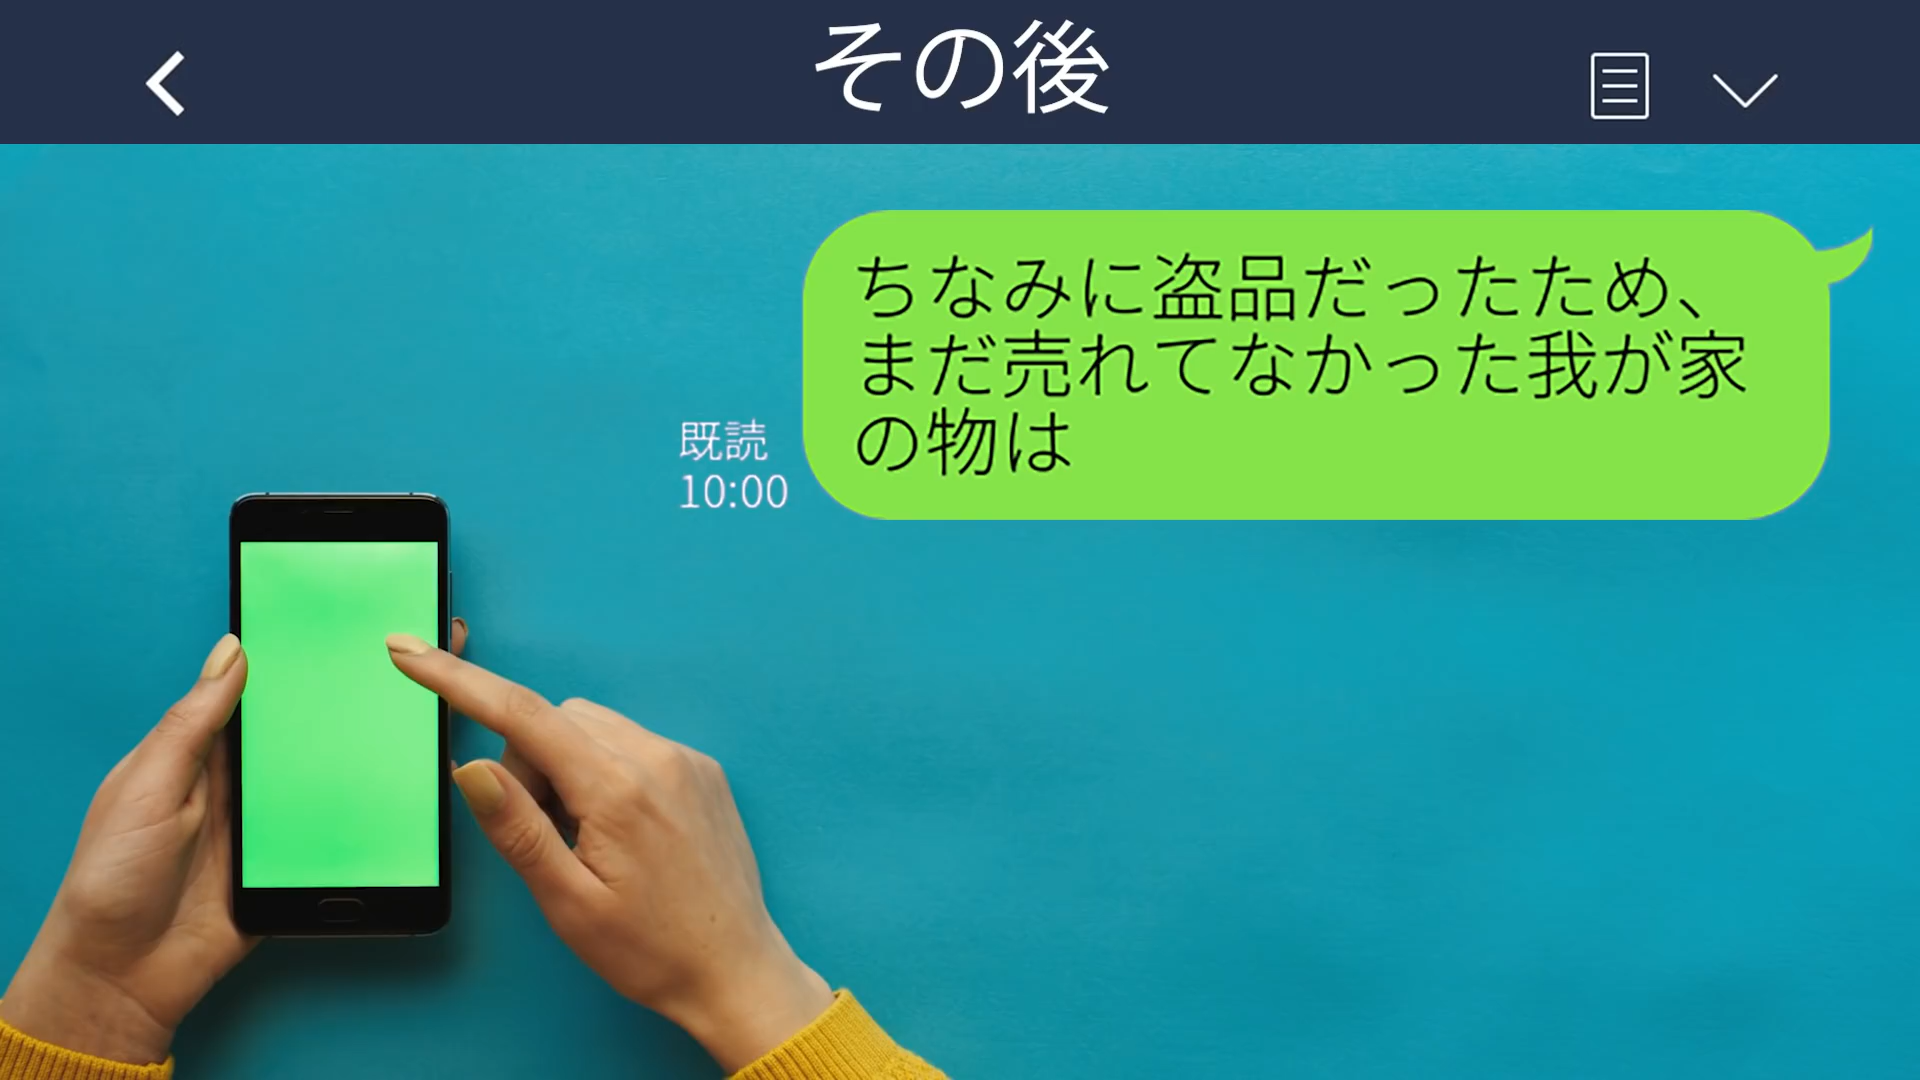 その後
ちなみに盗品だったため、
まだ売れてなかった我が家
の物は
既読
10:00